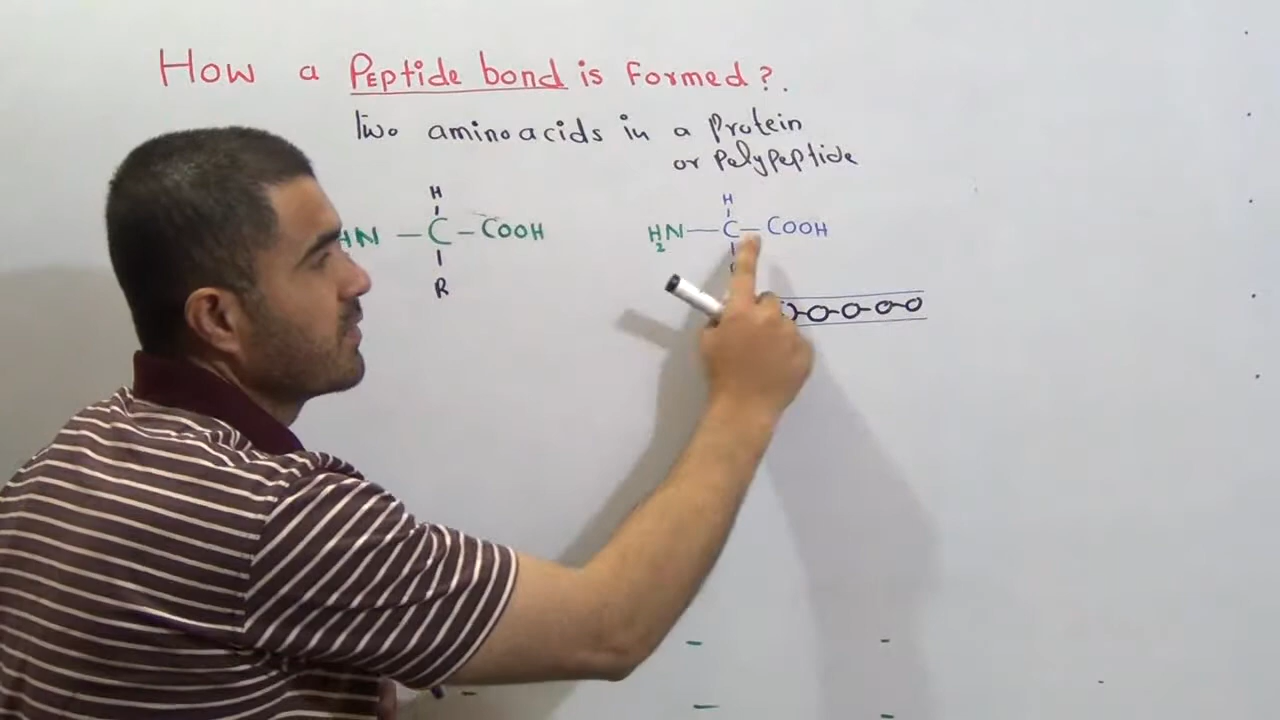 How a Peptide bond is formed?.
Two aminoacids in a Protein
or Polypeptide
H H
HN — C — COOH H2N — C — COOH
R